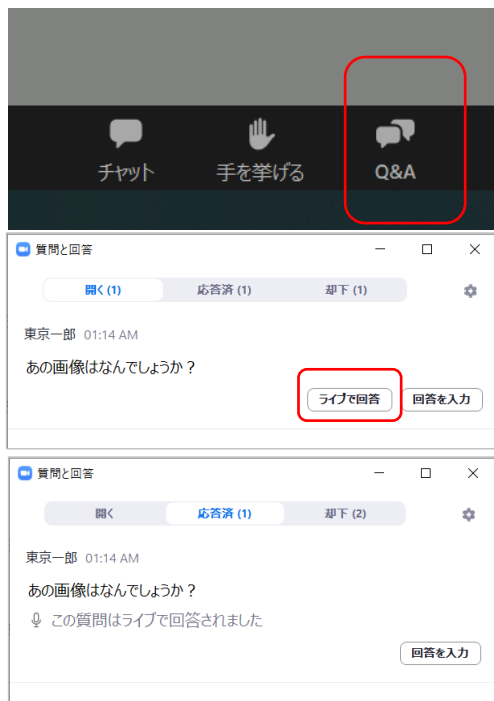 チャット 手を挙げる Q&A
質問と回答
開く (1) 応答済 (1) 却下 (1)
東京一郎 01:14 AM
あの画像はなんでしょうか？
ライブで回答 回答を入力
質問と回答
開く 応答済 (1) 却下 (2)
東京一郎 01:14 AM
あの画像はなんでしょうか？
この質問はライブで回答されました
回答を入力